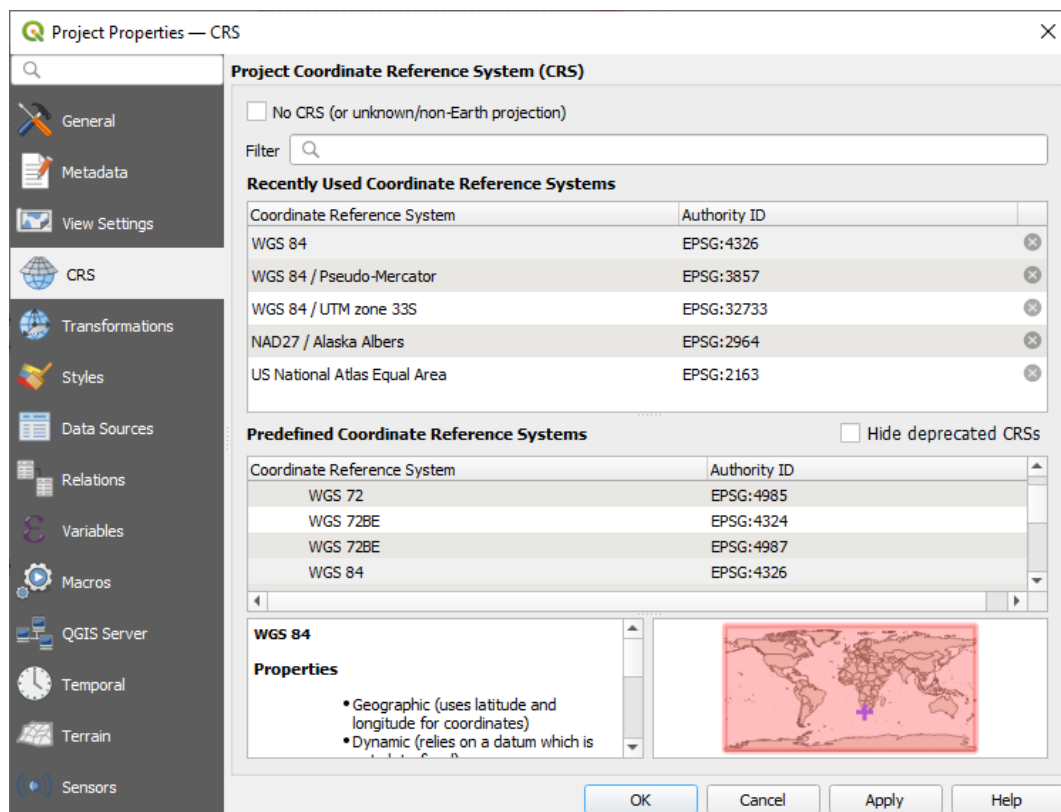 Project Properties — CRS
General
Metadata
View Settings
CRS
Transformations
Styles
Data Sources
Relations
Variables
Macros
QGIS Server
Temporal
Terrain
Sensors
Project Coordinate Reference System (CRS)
No CRS (or unknown/non-Earth projection)
Filter
Recently Used Coordinate Reference Systems
Coordinate Reference System Authority ID
WGS 84 EPSG:4326
WGS 84 / Pseudo-Mercator EPSG:3857
WGS 84 / UTM zone 33S EPSG:32733
NAD27 / Alaska Albers EPSG:2964
US National Atlas Equal Area EPSG:2163
Predefined Coordinate Reference Systems Hide deprecated CRSs
Coordinate Reference System Authority ID
WGS 72 EPSG:4985
WGS 72BE EPSG:4324
WGS 72BE EPSG:4987
WGS 84 EPSG:4326
WGS 84
Properties
• Geographic (uses latitude and
longitude for coordinates)
• Dynamic (relies on a datum which is
OK Cancel Apply Help